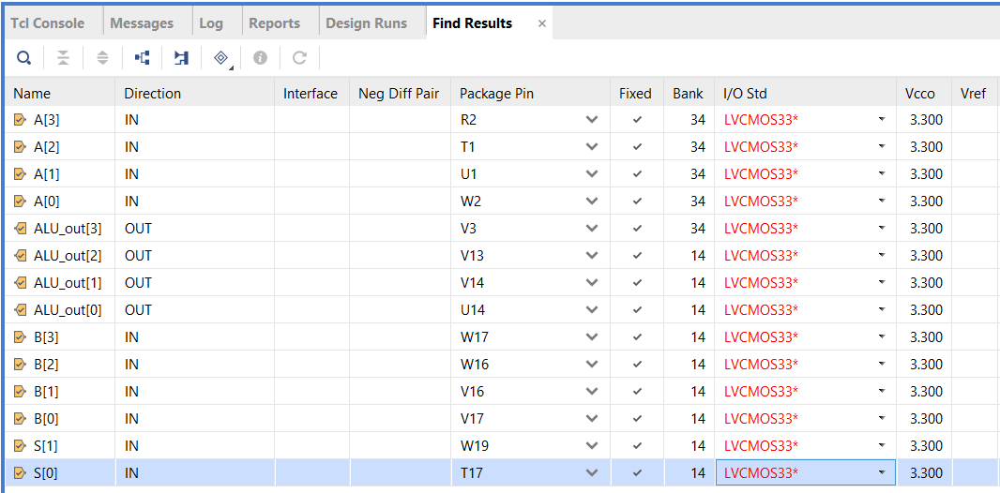 Tcl Console Messages Log Reports Design Runs Find Results ×
Name Direction Interface Neg Diff Pair Package Pin Fixed Bank I/O Std Vcco Vref
A[3] IN R2 34 LVCMOS33* 3.300
A[2] IN T1 34 LVCMOS33* 3.300
A[1] IN U1 34 LVCMOS33* 3.300
A[0] IN W2 34 LVCMOS33* 3.300
ALU_out[3] OUT V3 34 LVCMOS33* 3.300
ALU_out[2] OUT V13 14 LVCMOS33* 3.300
ALU_out[1] OUT V14 14 LVCMOS33* 3.300
ALU_out[0] OUT U14 14 LVCMOS33* 3.300
B[3] IN W17 14 LVCMOS33* 3.300
B[2] IN W16 14 LVCMOS33* 3.300
B[1] IN V16 14 LVCMOS33* 3.300
B[0] IN V17 14 LVCMOS33* 3.300
S[1] IN W19 14 LVCMOS33* 3.300
S[0] IN T17 14 LVCMOS33* 3.300